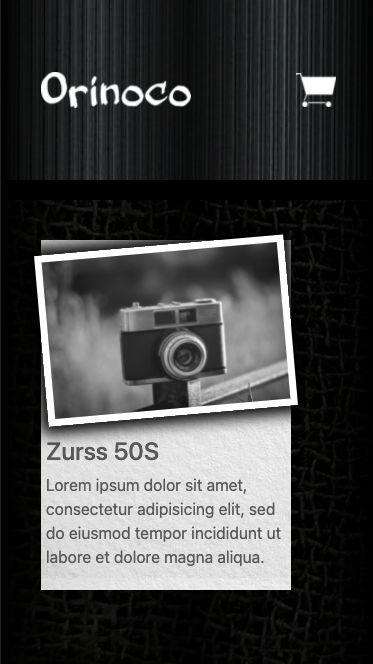 Orinoco
Zurss 50S
Lorem ipsum dolor sit amet,
consectetur adipisicing elit, sed
do eiusmod tempor incididunt ut
labore et dolore magna aliqua.